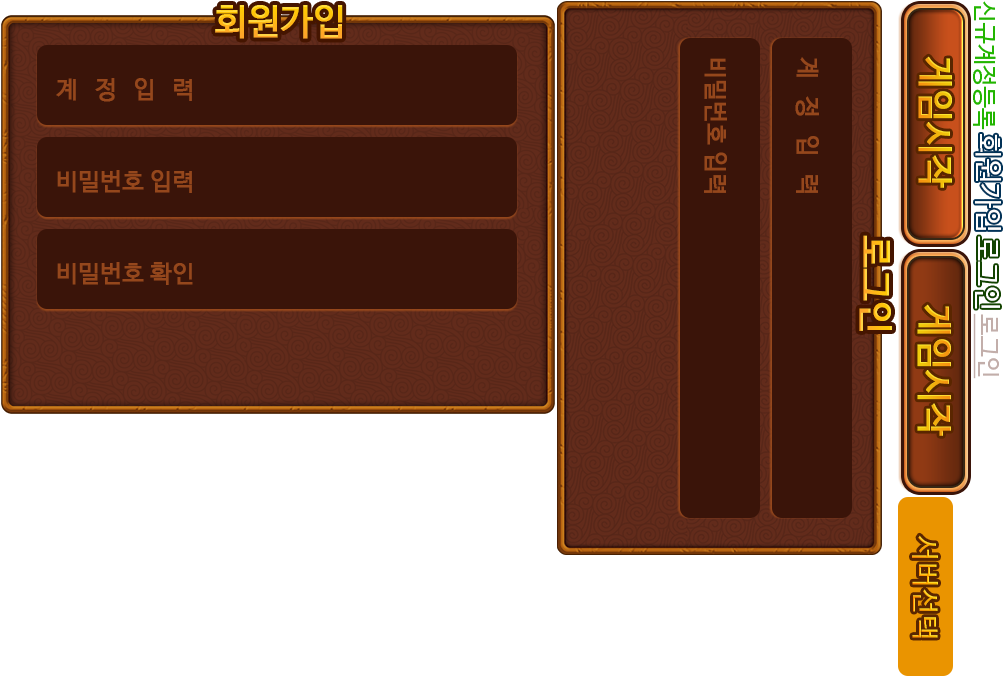 회원가입
계 정 입 력
비밀번호 입력
비밀번호 확인
로그인
계 정 입 력
비밀번호 입력
게임시작
게임시작
서버선택
신규계정등록
회원가입
로그인
로그인